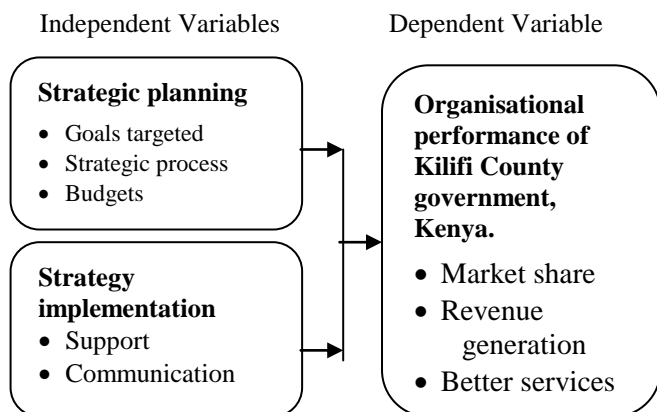 Independent Variables
Strategic planning
• Goals targeted
• Strategic process
• Budgets
Strategy
implementation
• Support
• Communication
Dependent Variable
Organisational
performance of
Kilifi County
government,
Kenya.
• Market share
• Revenue
generation
• Better services